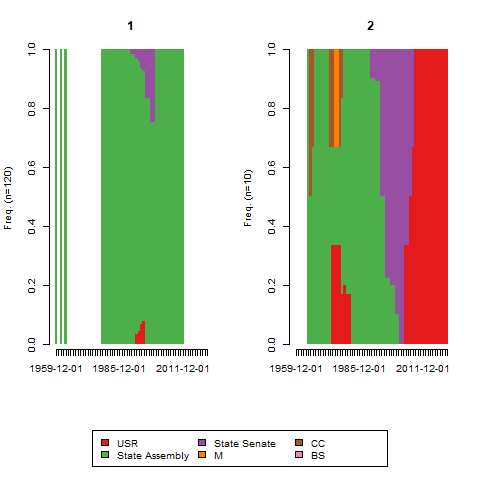 1
2
Freq. (n=120)
0.0 0.2 0.4 0.6 0.8 1.0
1959-12-01 1985-12-01 2011-12-01
Freq. (n=10)
0.0 0.2 0.4 0.6 0.8 1.0
1959-12-01 1985-12-01 2011-12-01
USR State Senate CC
State Assembly M BS